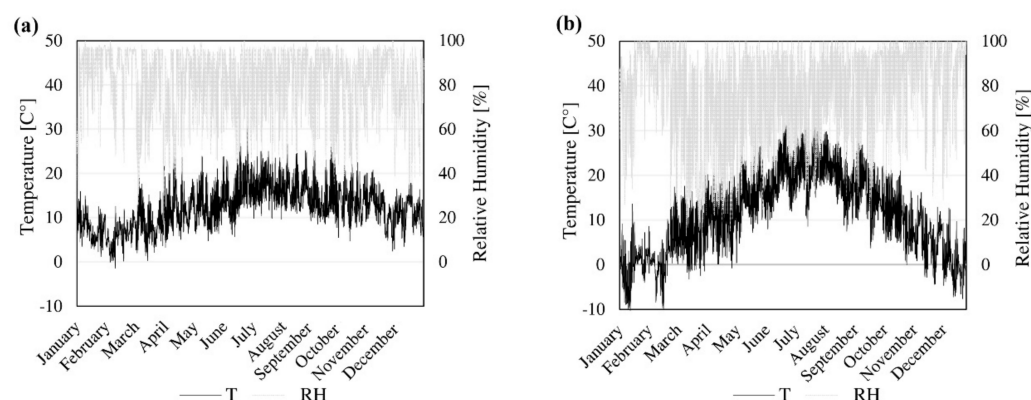 (a)
50
40
30
20
10
0
-10
Temperature [C°]
100
80
60
40
20
0
Relative Humidity [%]
January
February
March
April
May
June
July
August
September
October
November
December
T
RH
(b)
50
40
30
20
10
0
-10
Temperature [C°]
100
80
60
40
20
0
Relative Humidity [%]
January
February
March
April
May
June
July
August
September
October
November
December
T
RH